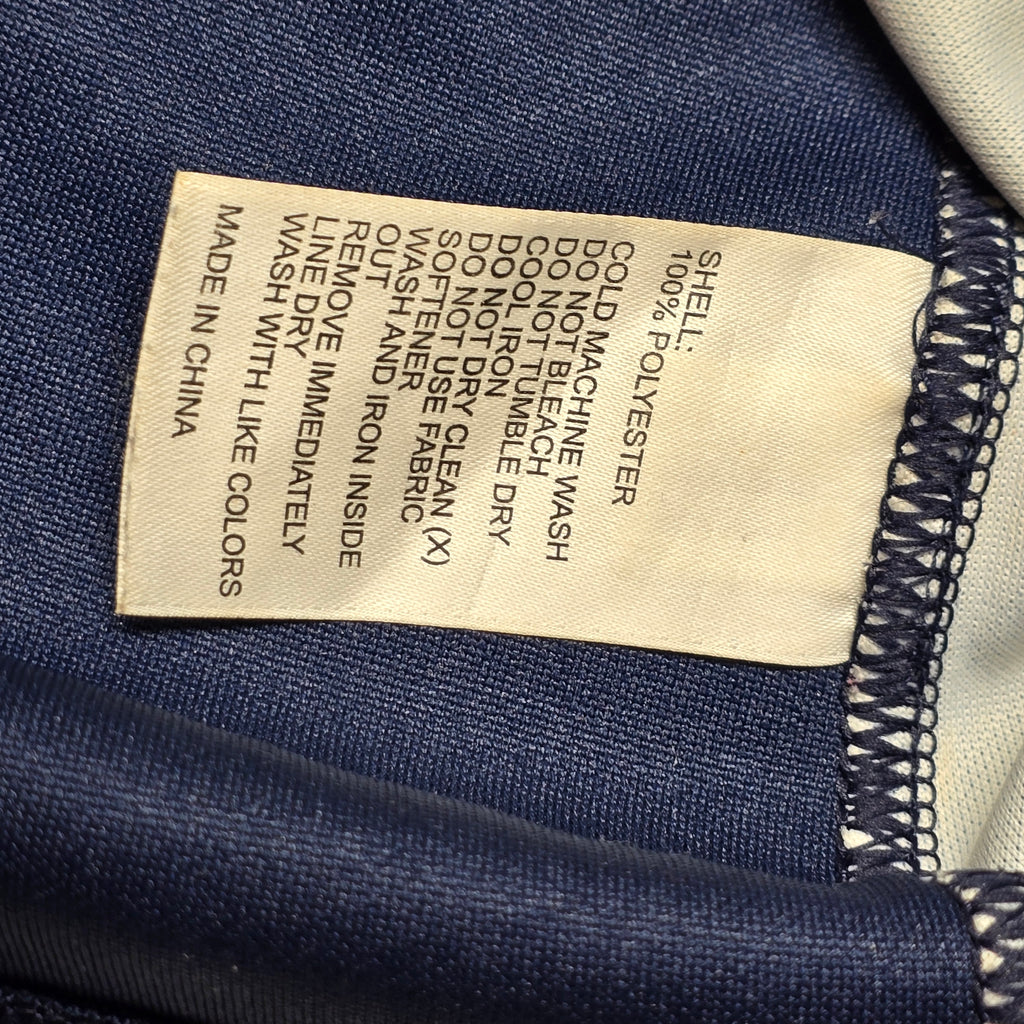 SHELL:
100% POLYESTER
COLD MACHINE WASH
DO NOT BLEACH
DO NOT TUMBLE DRY
COOL IRON
DO NOT DRY CLEAN (X)
DO NOT USE FABRIC
SOFTENER
WASH AND IRON INSIDE
OUT
REMOVE IMMEDIATELY
LINE DRY
WASH WITH LIKE COLORS
MADE IN CHINA